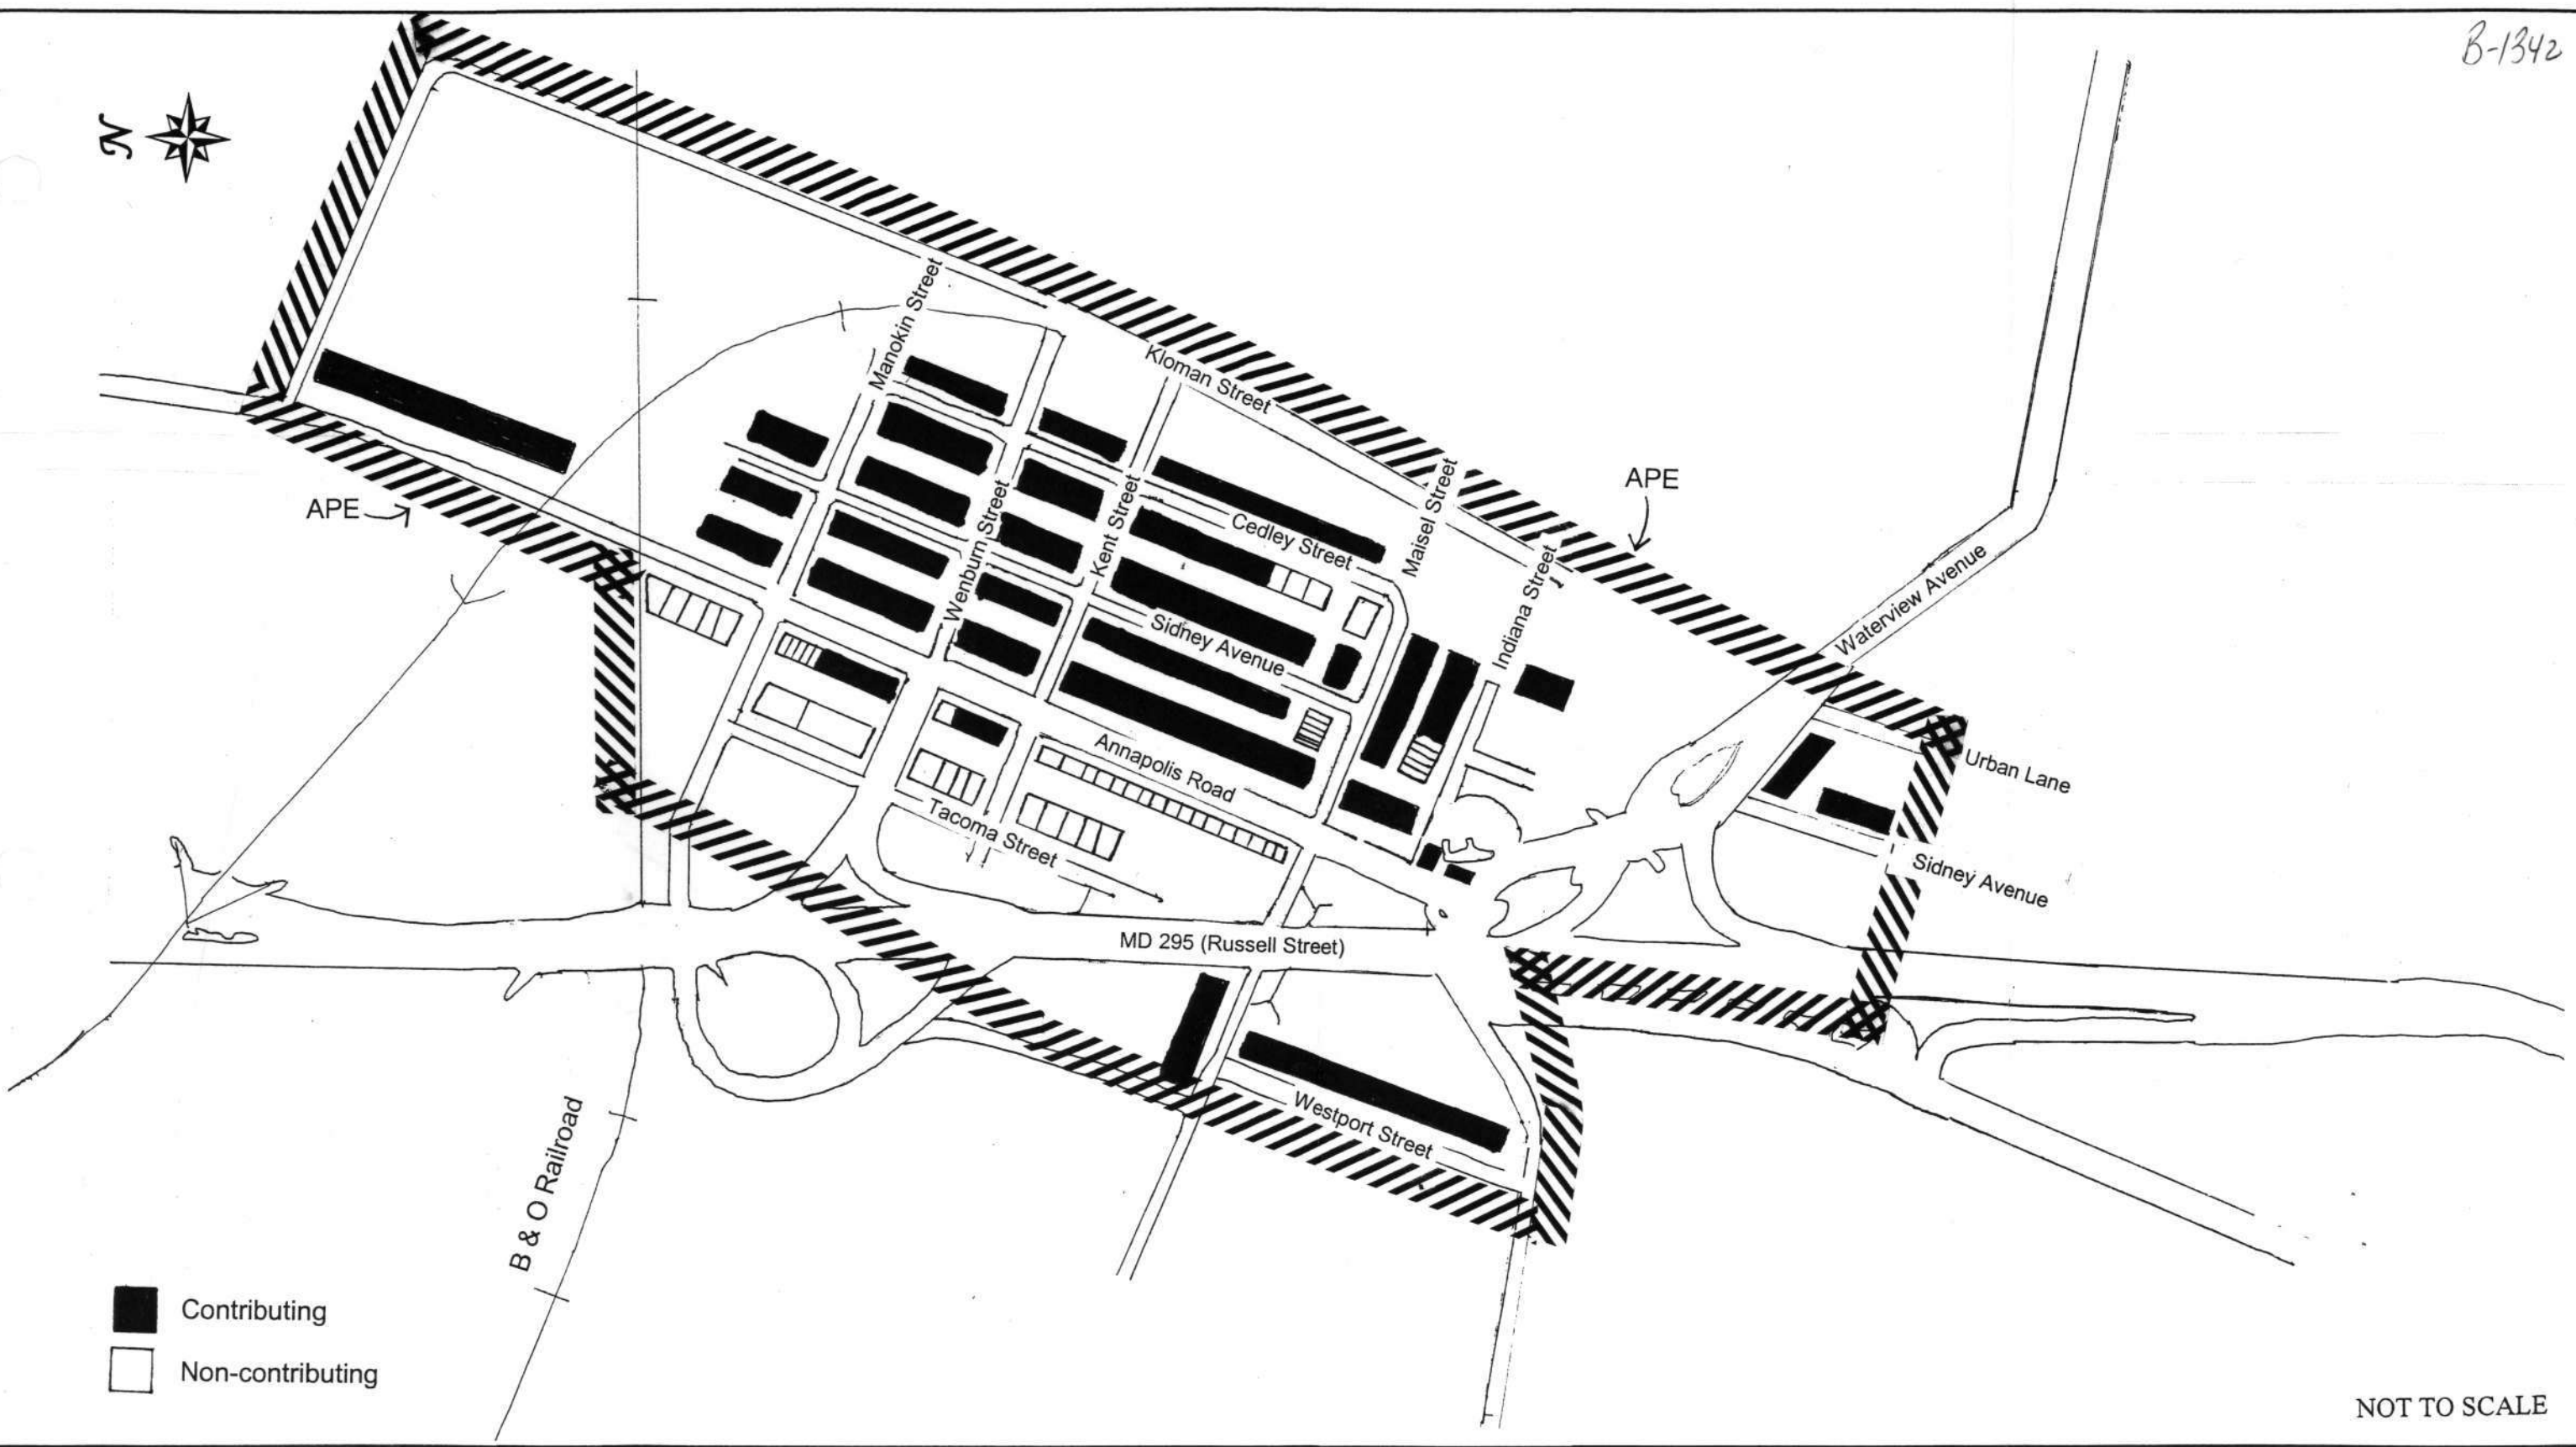 B-1342
N
Manokin Street
Kloman Street
APE
APE
Wenburn Street
Kent Street
Cedley Street
Maisel Street
Indiana Street
Waterview Avenue
Sidney Avenue
Annapolis Road
Tacoma Street
Urban Lane
Sidney Avenue
MD 295 (Russell Street)
Westport Street
B & O Railroad
Contributing
Non-contributing
NOT TO SCALE